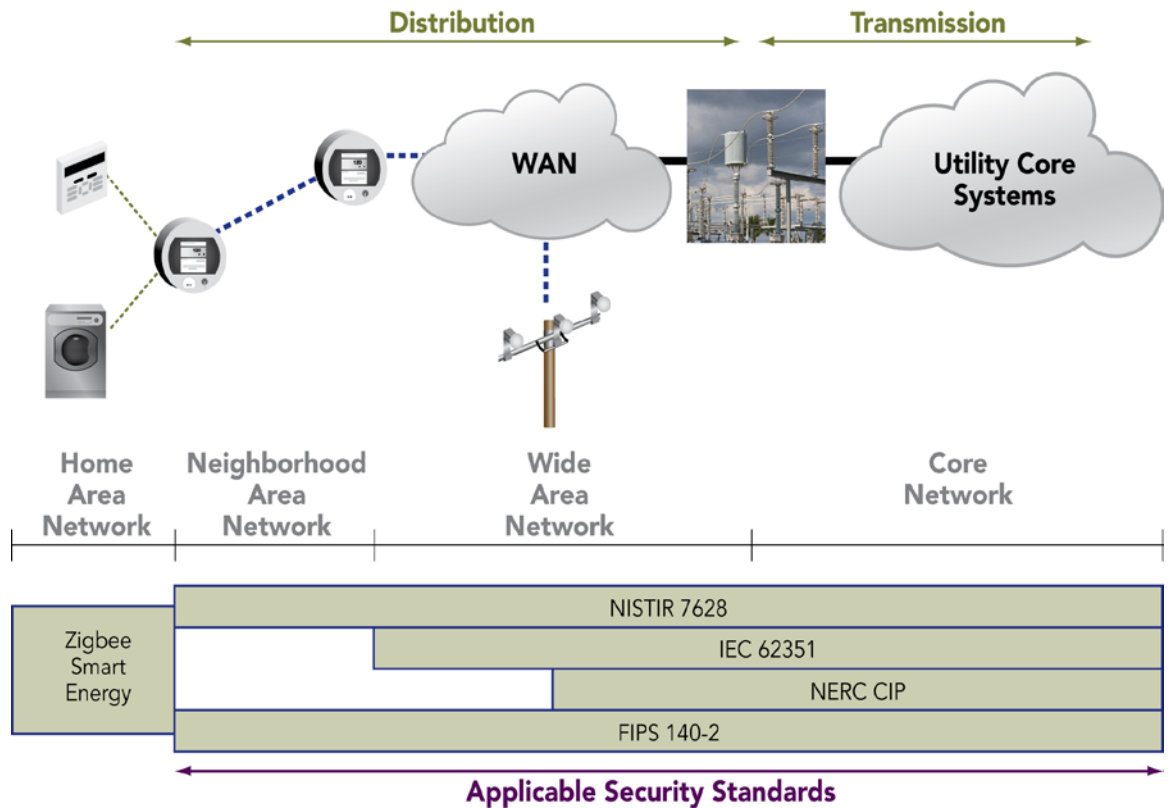 Distribution
Transmission
WAN
Utility Core
Systems
Home
Area
Network
Neighborhood
Area
Network
Wide
Area
Network
Core
Network
Zigbee
Smart
Energy
NISTIR 7628
IEC 62351
NERC CIP
FIPS 140-2
Applicable Security Standards